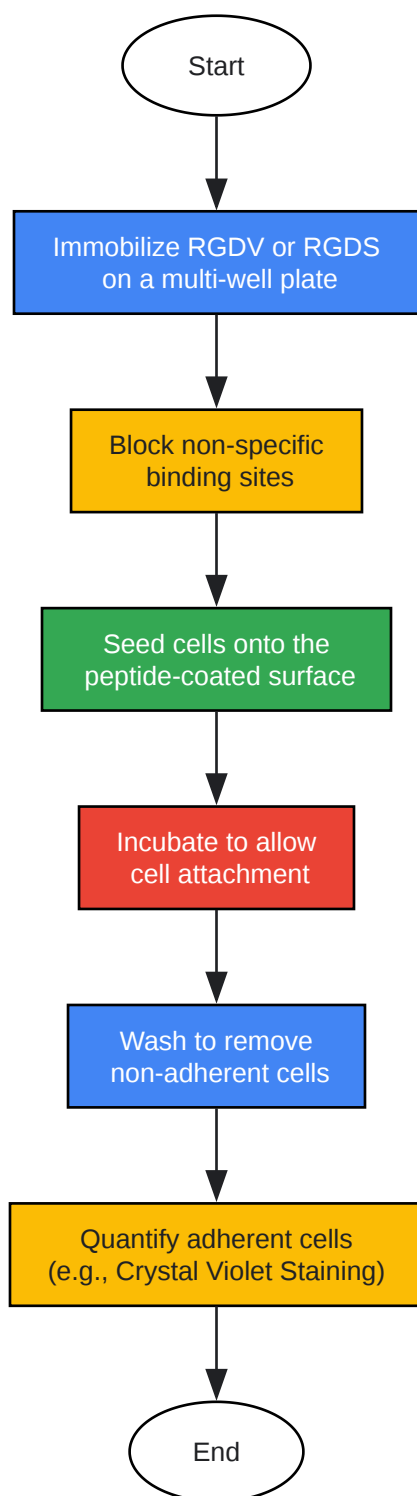 Start
Immobilize RGDV or RGDS
on a multi-well plate
Block non-specific
binding sites
Seed cells onto the
peptide-coated surface
Incubate to allow
cell attachment
Wash to remove
non-adherent cells
Quantify adherent cells
(e.g., Crystal Violet Staining)
End